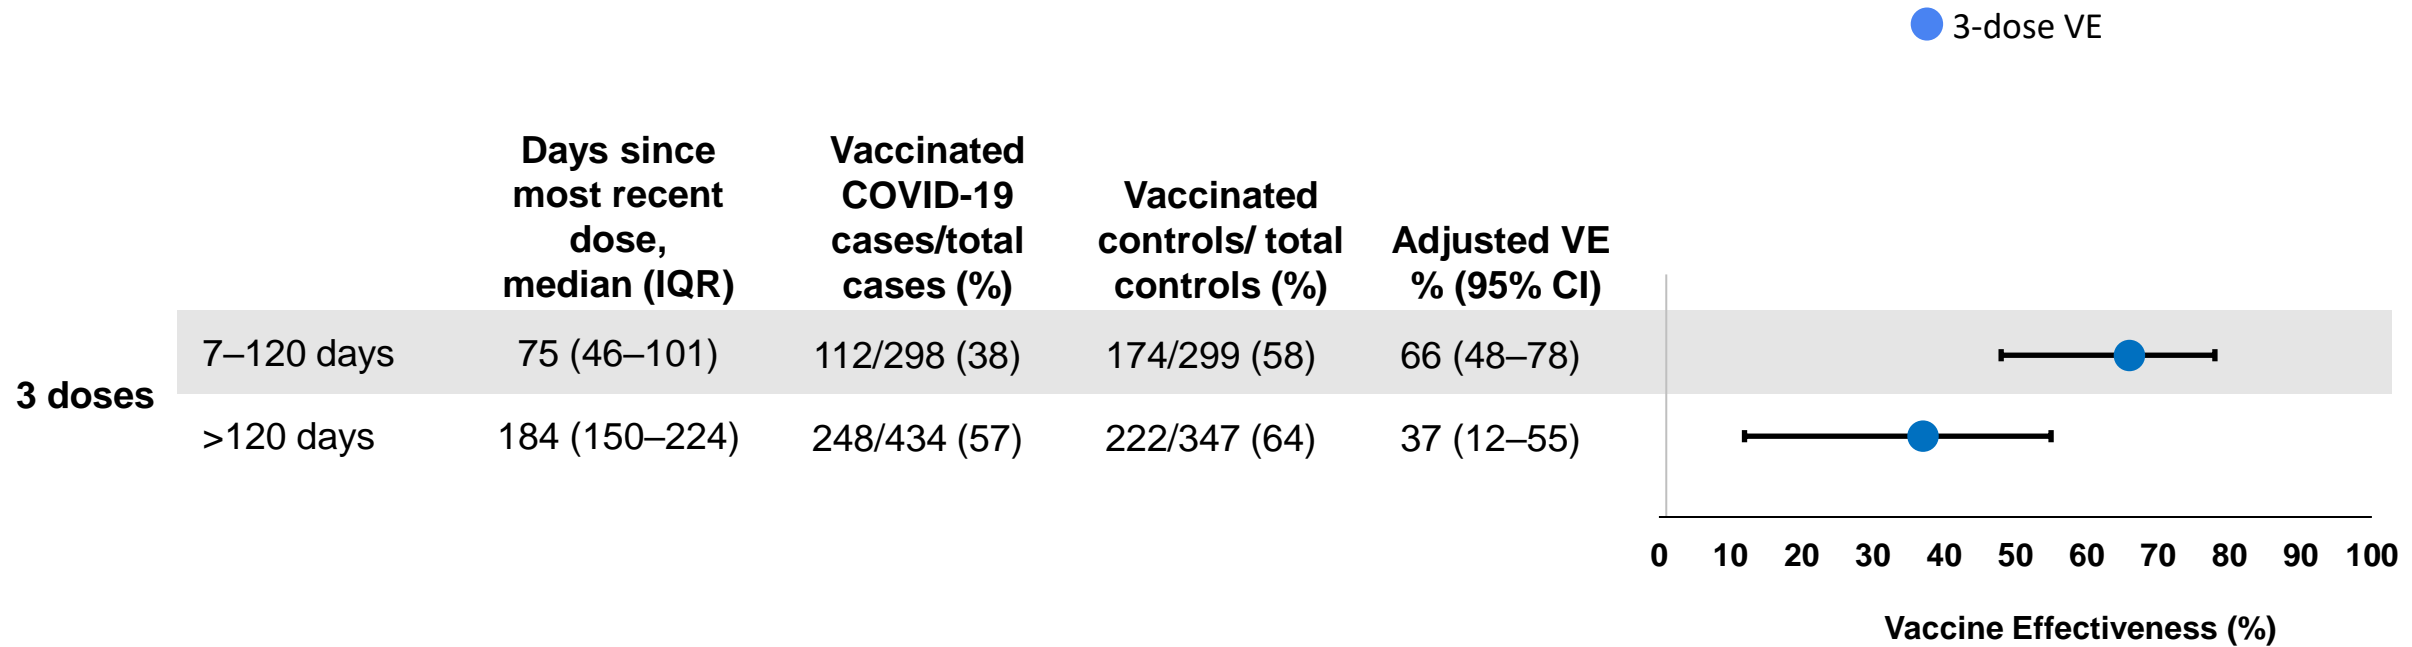 3-dose VE
Days since
most recent
dose,
median (IQR)
Vaccinated
COVID-19
cases/total
cases (%)
Vaccinated
controls/ total
controls (%)
Adjusted VE
% (95% CI)
3 doses
7–120 days 75 (46–101) 112/298 (38) 174/299 (58) 66 (48–78)
>120 days 184 (150–224) 248/434 (57) 222/347 (64) 37 (12–55)
0 10 20 30 40 50 60 70 80 90 100
Vaccine Effectiveness (%)